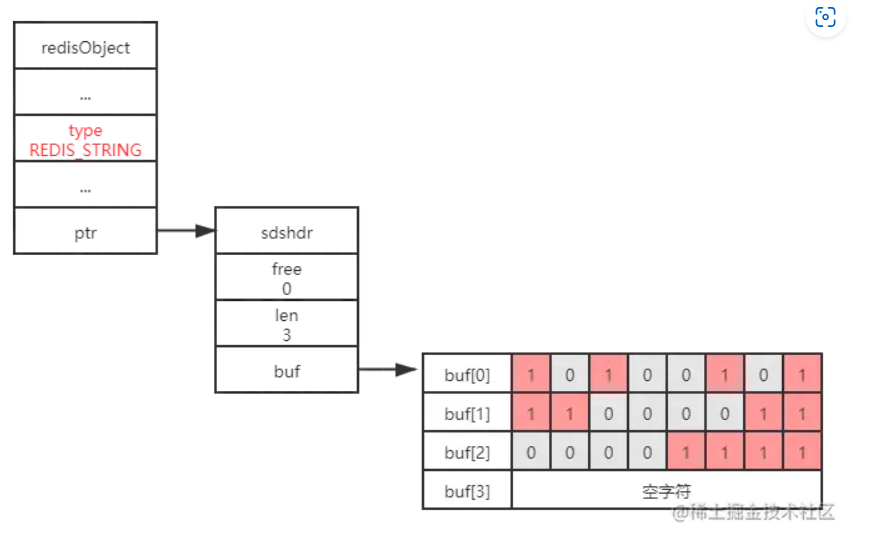 redisObject
...
type
REDIS_STRING
...
ptr
sdshdr
free
0
len
3
buf
buf[0] 1 0 1 0 0 1 0 1
buf[1] 1 1 0 0 0 0 1 1
buf[2] 0 0 0 0 1 1 1 1
buf[3] 空字符
@稀土掘金技术社区